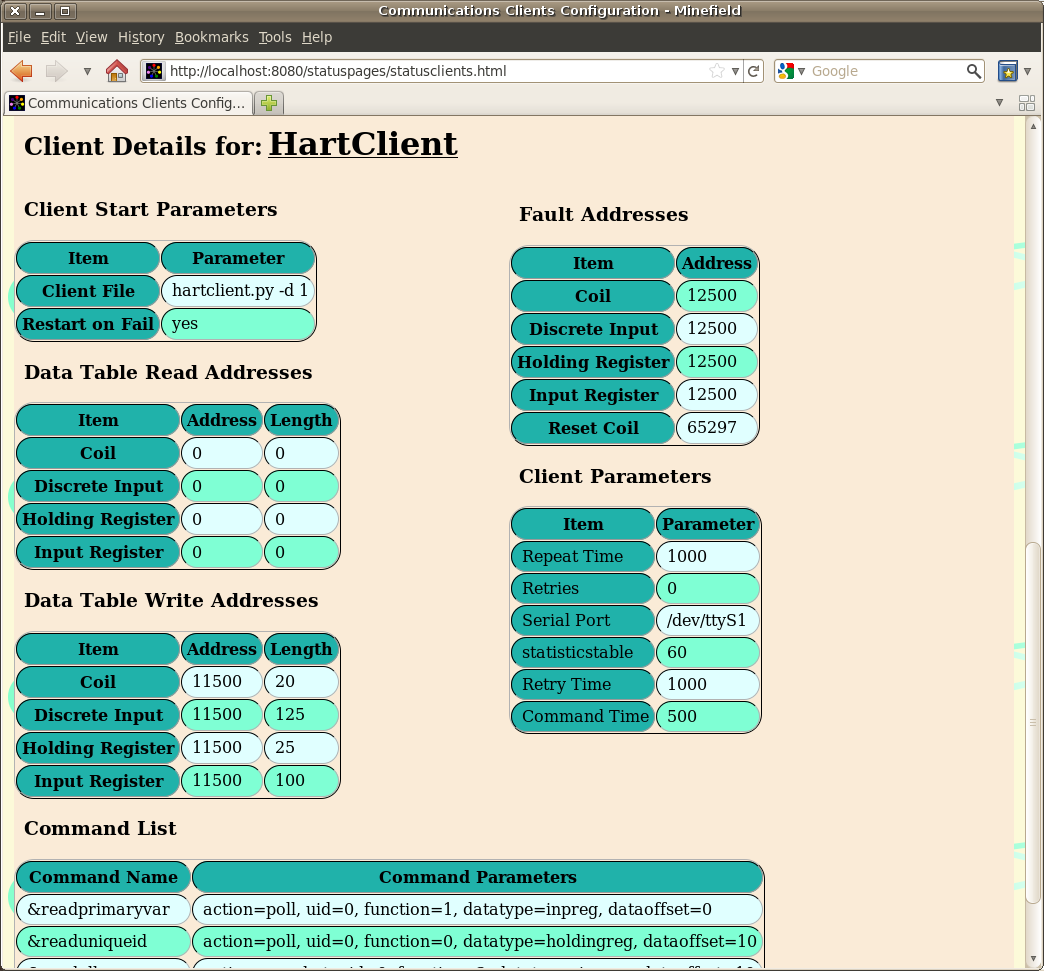 Communications Clients Configuration - Minefield
File Edit View History Bookmarks Tools Help
http://localhost:8080/statuspages/statusclients.html
Google
Communications Clients Config...
Client Details for: HartClient
Client Start Parameters
Item Parameter
Client File hartclient.py -d 1
Restart on Fail yes
Data Table Read Addresses
Item Address Length
Coil 0 0
Discrete Input 0 0
Holding Register 0 0
Input Register 0 0
Data Table Write Addresses
Item Address Length
Coil 11500 20
Discrete Input 11500 125
Holding Register 11500 25
Input Register 11500 100
Fault Addresses
Item Address
Coil 12500
Discrete Input 12500
Holding Register 12500
Input Register 12500
Reset Coil 65297
Client Parameters
Item Parameter
Repeat Time 1000
Retries 0
Serial Port /dev/ttyS1
statisticstable 60
Retry Time 1000
Command Time 500
Command List
Command Name Command Parameters
&readprimaryvar action=poll, uid=0, function=1, datatype=inpreg, dataoffset=0
&readuniqueid action=poll, uid=0, function=0, datatype=holdingreg, dataoffset=10